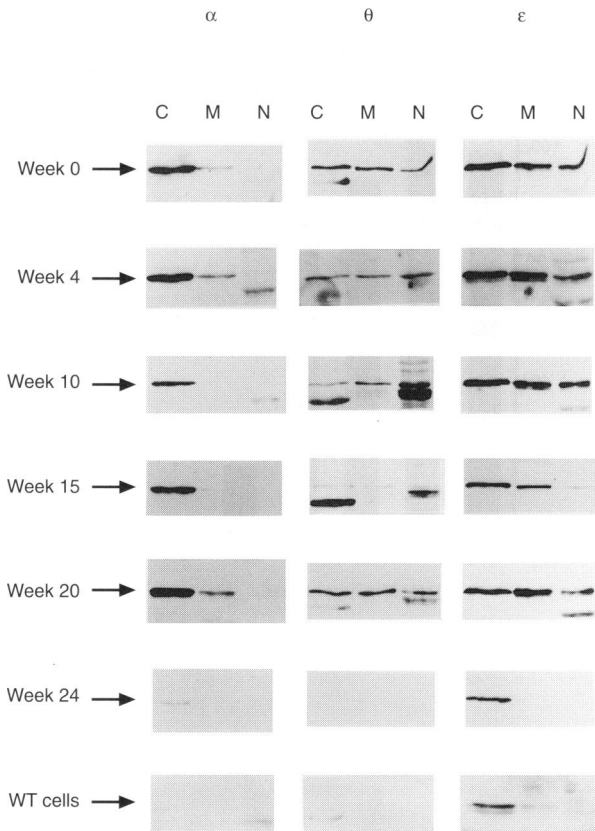 α θ ε
C M N C M N C M N
Week 0
Week 4
Week 10
Week 15
Week 20
Week 24
WT cells